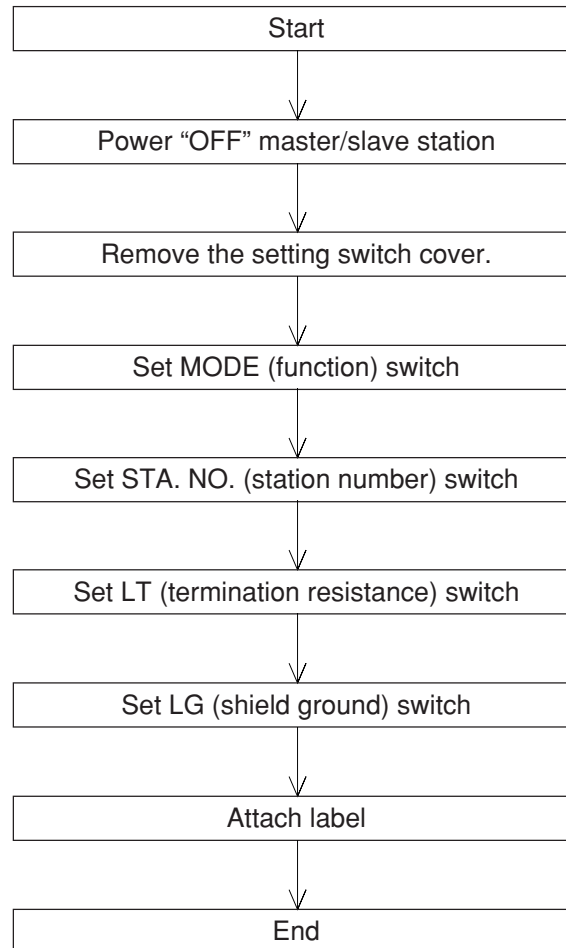 Start
Power “OFF” master/slave station
Remove the setting switch cover.
Set MODE (function) switch
Set STA. NO. (station number) switch
Set LT (termination resistance) switch
Set LG (shield ground) switch
Attach label
End